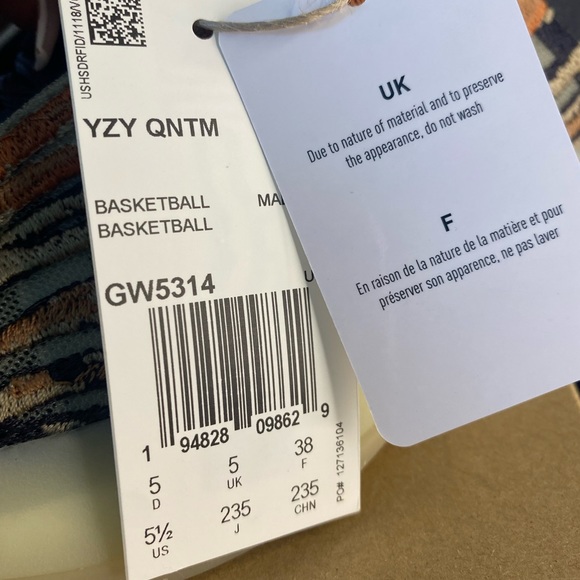 USHSDRFID/1118/V
YZY QNTM
BASKETBALL
BASKETBALL
GW5314
U
1 94828 09862 9
5 5 38
D UK F
5½ 235 235
US J CHN
PO# 127136104
UK
Due to nature of material and to preserve
the appearance, do not wash
F
En raison de la nature de la matière et pour
préserver son apparence, ne pas laver